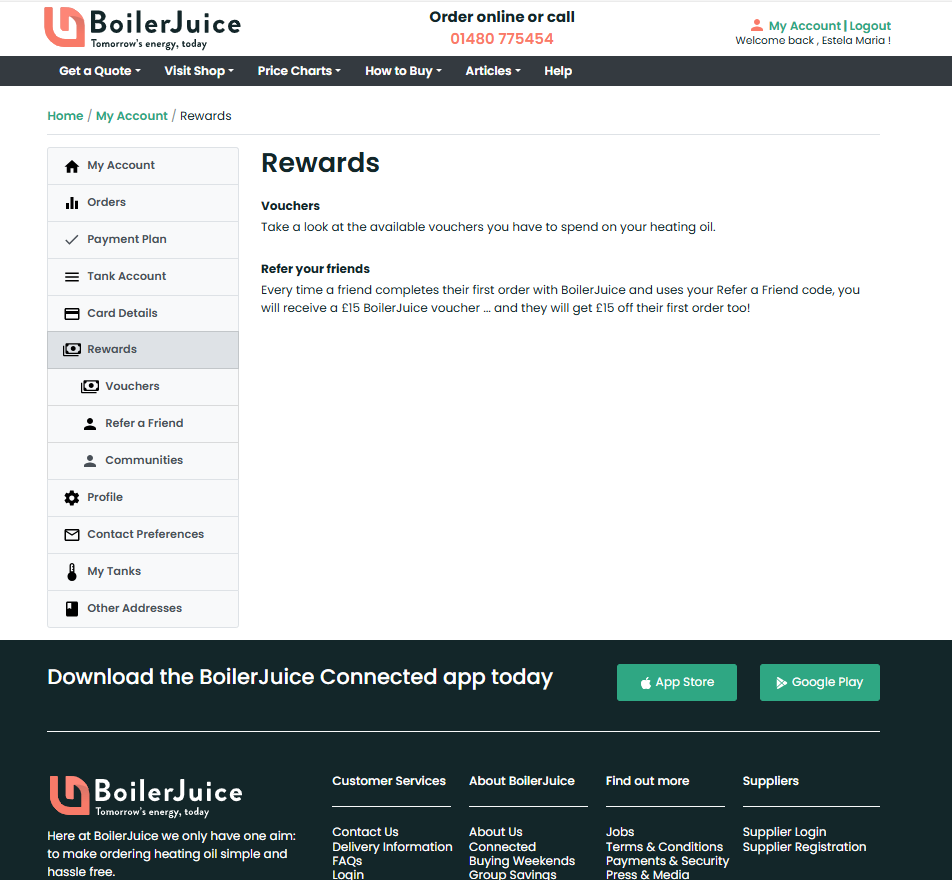 BoilerJuice
Tomorrow's energy, today
Order online or call
01480 775454
My Account | Logout
Welcome back , Estela Maria !
Get a Quote Visit Shop Price Charts How to Buy Articles Help
Home / My Account / Rewards
My Account
Orders
Payment Plan
Tank Account
Card Details
Rewards
Vouchers
Refer a Friend
Communities
Profile
Contact Preferences
My Tanks
Other Addresses
Rewards
Vouchers
Take a look at the available vouchers you have to spend on your heating oil.
Refer your friends
Every time a friend completes their first order with BoilerJuice and uses your Refer a Friend code, you
will receive a £15 BoilerJuice voucher ... and they will get £15 off their first order too!
Download the BoilerJuice Connected app today
App Store
Google Play
BoilerJuice
Tomorrow's energy, today
Here at BoilerJuice we only have one aim:
to make ordering heating oil simple and
hassle free.
Customer Services
Contact Us
Delivery Information
FAQs
Login
About BoilerJuice
About Us
Connected
Buying Weekends
Group Savings
Find out more
Jobs
Terms & Conditions
Payments & Security
Press & Media
Suppliers
Supplier Login
Supplier Registration